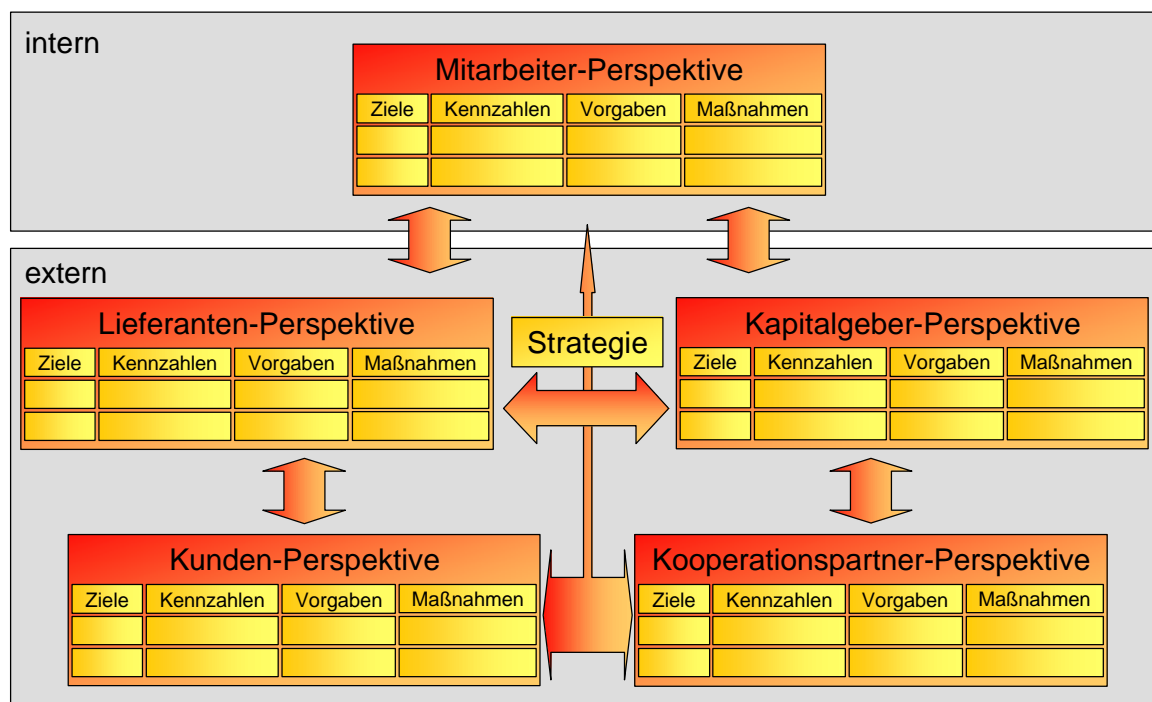 intern
Mitarbeiter-Perspektive
Ziele Kennzahlen Vorgaben Maßnahmen
extern
Lieferanten-Perspektive
Ziele Kennzahlen Vorgaben Maßnahmen
Strategie
Kapitalgeber-Perspektive
Ziele Kennzahlen Vorgaben Maßnahmen
Kunden-Perspektive
Ziele Kennzahlen Vorgaben Maßnahmen
Kooperationspartner-Perspektive
Ziele Kennzahlen Vorgaben Maßnahmen